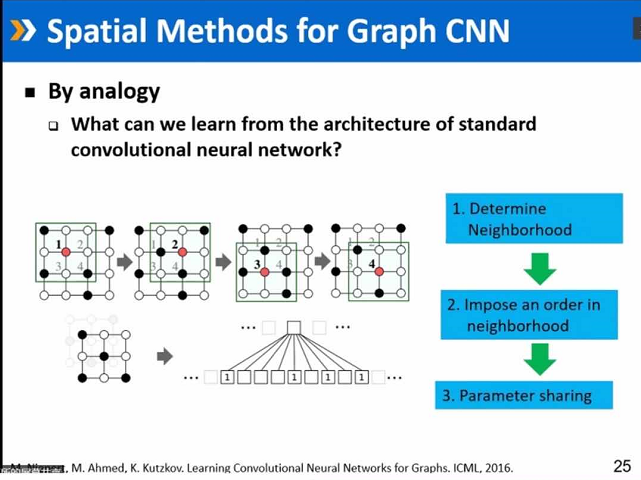 Spatial Methods for Graph CNN
By analogy
What can we learn from the architecture of standard
convolutional neural network?
1 2
3 4
1 2
3 4
1 2
3 4
1 2
3 4
1. Determine
Neighborhood
2. Impose an order in
neighborhood
3. Parameter sharing
... ...
... 1 1 1 1 ...
M. Ahmed, K. Kutzkov. Learning Convolutional Neural Networks for Graphs. ICML, 2016.
25